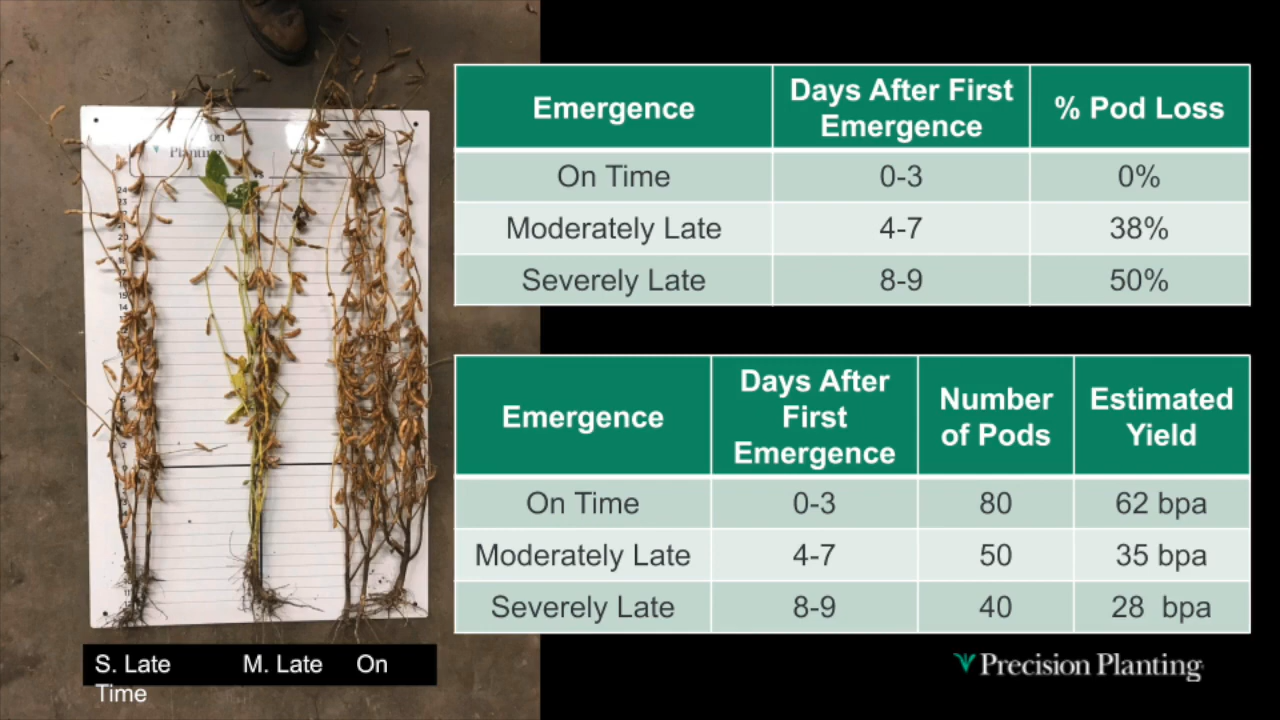 Emergence Days After First Emergence % Pod Loss
On Time 0-3 0%
Moderately Late 4-7 38%
Severely Late 8-9 50%
Emergence Days After First Emergence Number of Pods Estimated Yield
On Time 0-3 80 62 bpa
Moderately Late 4-7 50 35 bpa
Severely Late 8-9 40 28 bpa
S. Late M. Late On
Time
Precision Planting